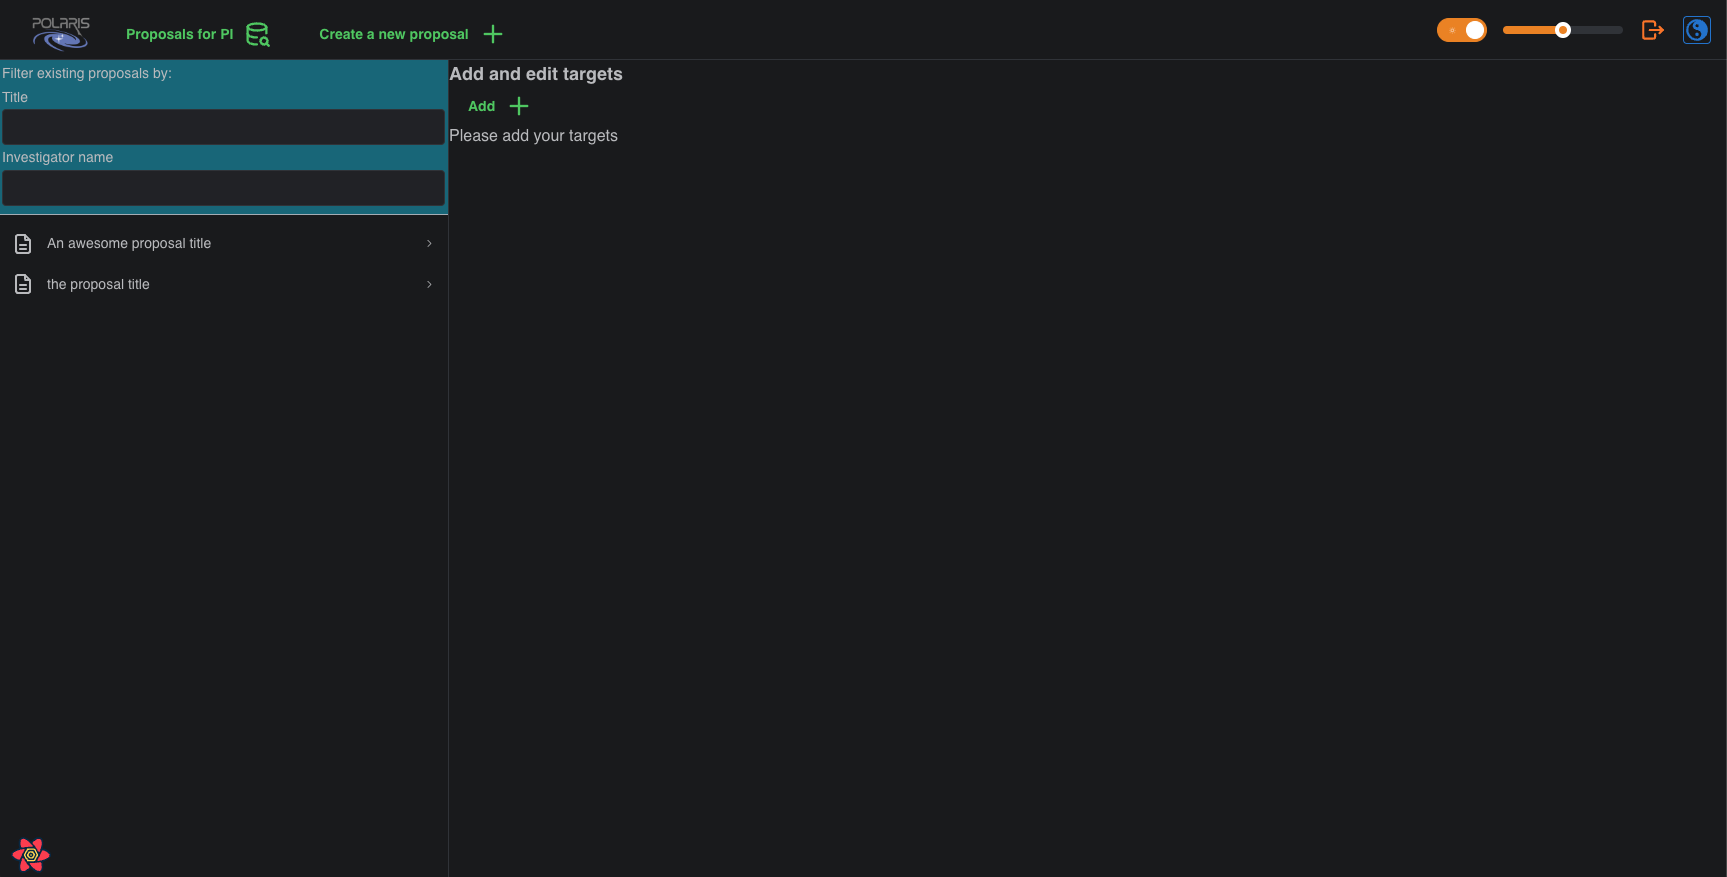 POLARIS
Proposals for PI
Create a new proposal
Filter existing proposals by:
Title
Investigator name
An awesome proposal title
the proposal title
Add and edit targets
Add
Please add your targets